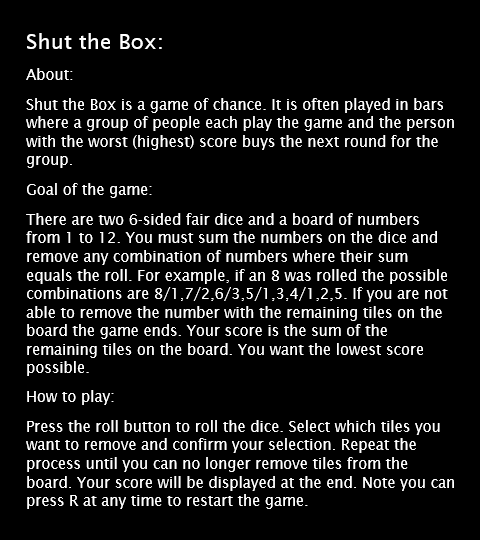 Shut the Box:
About:
Shut the Box is a game of chance. It is often played in bars
where a group of people each play the game and the person
with the worst (highest) score buys the next round for the
group.
Goal of the game:
There are two 6-sided fair dice and a board of numbers
from 1 to 12. You must sum the numbers on the dice and
remove any combination of numbers where their sum
equals the roll. For example, if an 8 was rolled the possible
combinations are 8/1,7/2,6/3,5/1,3,4/1,2,5. If you are not
able to remove the number with the remaining tiles on the
board the game ends. Your score is the sum of the
remaining tiles on the board. You want the lowest score
possible.
How to play:
Press the roll button to roll the dice. Select which tiles you
want to remove and confirm your selection. Repeat the
process until you can no longer remove tiles from the
board. Your score will be displayed at the end. Note you can
press R at any time to restart the game.